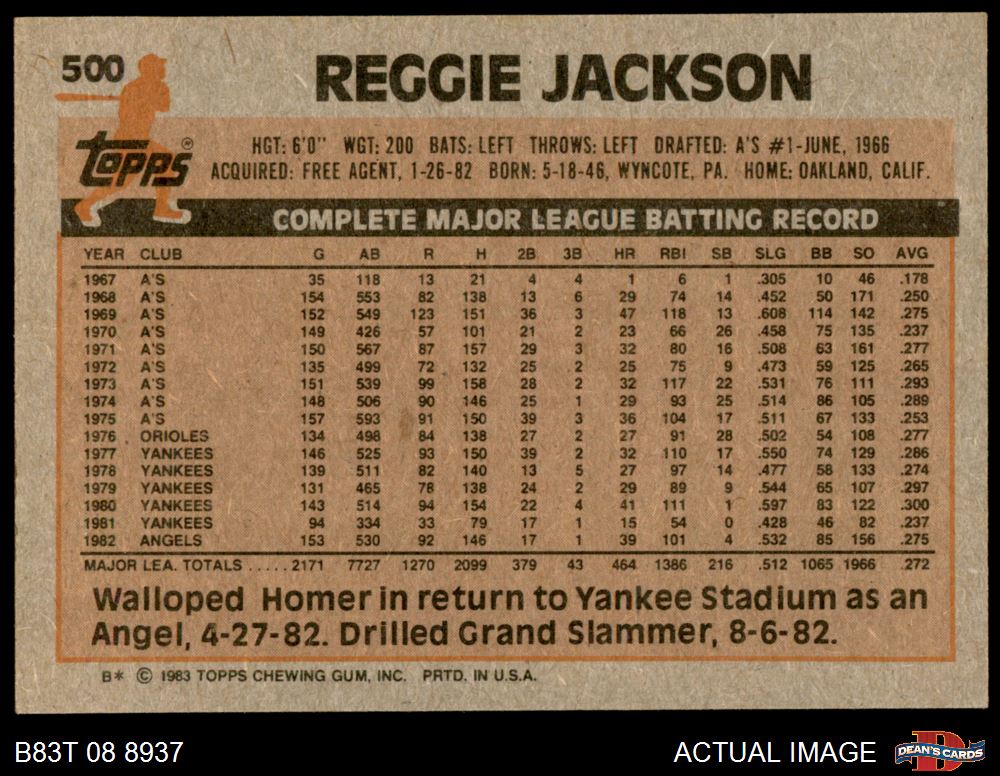 500
REGGIE JACKSON
topps®
HGT: 6'0" WGT: 200 BATS: LEFT THROWS: LEFT DRAFTED: A'S #1-JUNE, 1966
ACQUIRED: FREE AGENT, 1-26-82 BORN: 5-18-46, WYNCOTE, PA. HOME: OAKLAND, CALIF.
COMPLETE MAJOR LEAGUE BATTING RECORD
YEAR CLUB G AB R H 2B 3B HR RBI SB SLG BB SO AVG
1967 A'S 35 118 13 21 4 4 1 6 1 .305 10 46 .178
1968 A'S 154 553 82 138 13 6 29 74 14 .452 50 171 .250
1969 A'S 152 549 123 151 36 3 47 118 13 .608 114 142 .275
1970 A'S 149 426 57 101 21 2 23 66 26 .458 75 135 .237
1971 A'S 150 567 87 157 29 3 32 80 16 .508 63 161 .277
1972 A'S 135 499 72 132 25 2 25 75 9 .473 59 125 .265
1973 A'S 151 539 99 158 28 2 32 117 22 .531 76 111 .293
1974 A'S 148 506 90 146 25 1 29 93 25 .514 86 105 .289
1975 A'S 157 593 91 150 39 3 36 104 17 .511 67 133 .253
1976 ORIOLES 134 498 84 138 27 2 27 91 28 .502 54 108 .277
1977 YANKEES 146 525 93 150 39 2 32 110 17 .550 74 129 .286
1978 YANKEES 139 511 82 140 13 5 27 97 14 .477 58 133 .274
1979 YANKEES 131 465 78 138 24 2 29 89 9 .544 65 107 .297
1980 YANKEES 143 514 94 154 22 4 41 111 1 .597 83 122 .300
1981 YANKEES 94 334 33 79 17 1 15 54 0 .428 46 82 .237
1982 ANGELS 153 530 92 146 17 1 39 101 4 .532 85 156 .275
MAJOR LEA. TOTALS ..... 2171 7727 1270 2099 379 43 464 1386 216 .512 1065 1966 .272
Walloped Homer in return to Yankee Stadium as an
Angel, 4-27-82. Drilled Grand Slammer, 8-6-82.
B* © 1983 TOPPS CHEWING GUM, INC. PRTD. IN U.S.A.
B83T 08 8937
ACTUAL IMAGE
D
DEAN'S CARDS